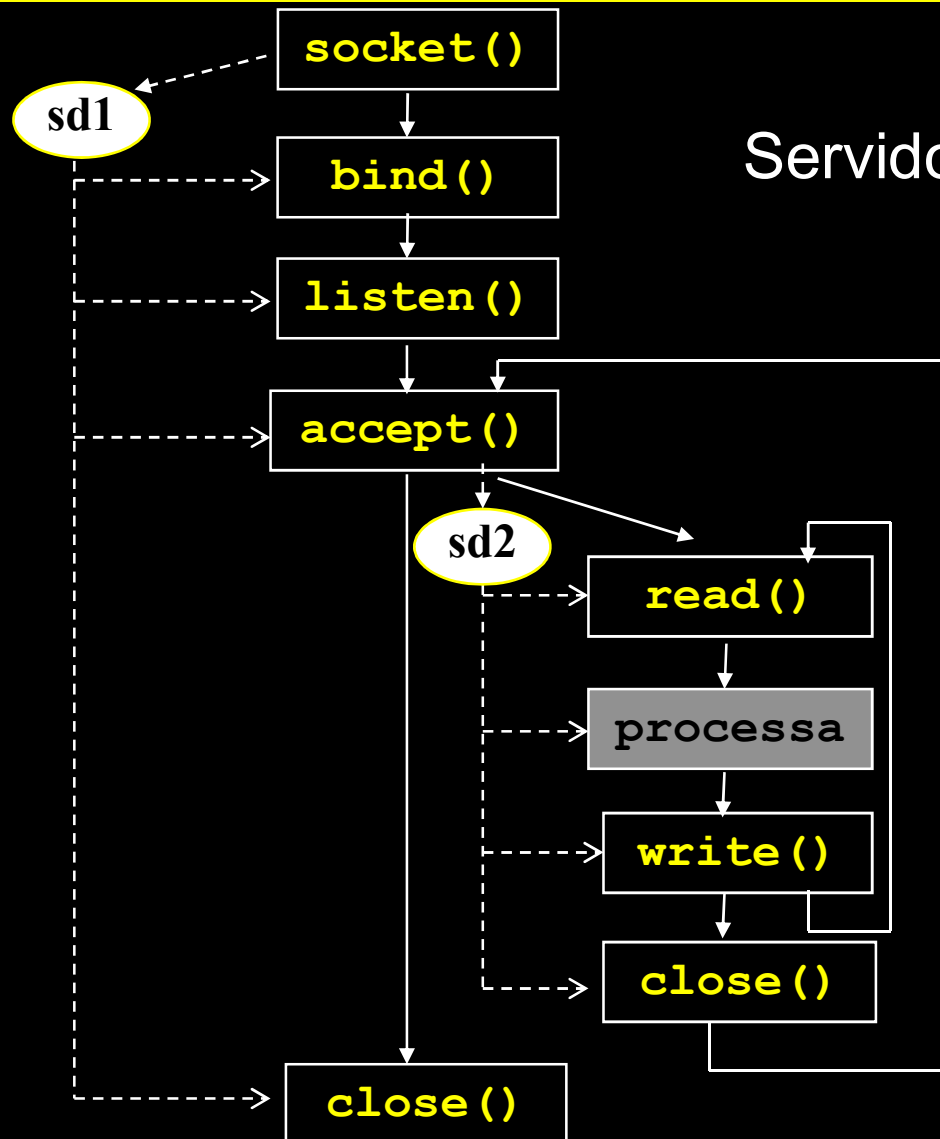 socket()
sd1
bind()
Servido
listen()
accept()
sd2
read()
processa
write()
close()
close()